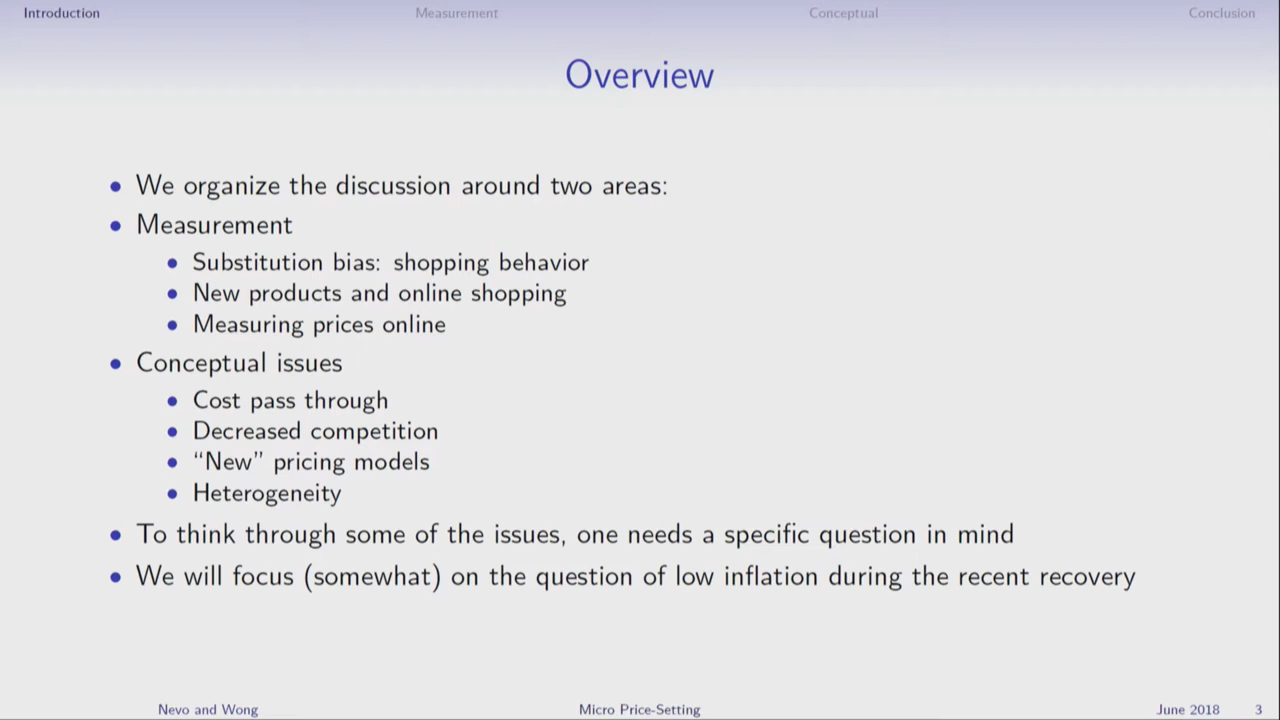 Introduction Measurement Conceptual Conclusion
Overview
• We organize the discussion around two areas:
• Measurement
• Substitution bias: shopping behavior
• New products and online shopping
• Measuring prices online
• Conceptual issues
• Cost pass through
• Decreased competition
• “New” pricing models
• Heterogeneity
• To think through some of the issues, one needs a specific question in mind
• We will focus (somewhat) on the question of low inflation during the recent recovery
Nevo and Wong Micro Price-Setting June 2018 3